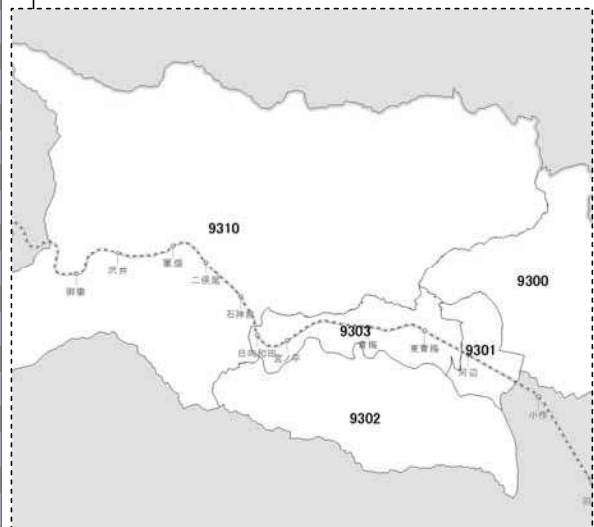 9310
9300
御嶽
沢井
軍畑
二俣尾
石神前
日向和田
宮ノ平
9303
青梅
東青梅
9301
河辺
小作
9302